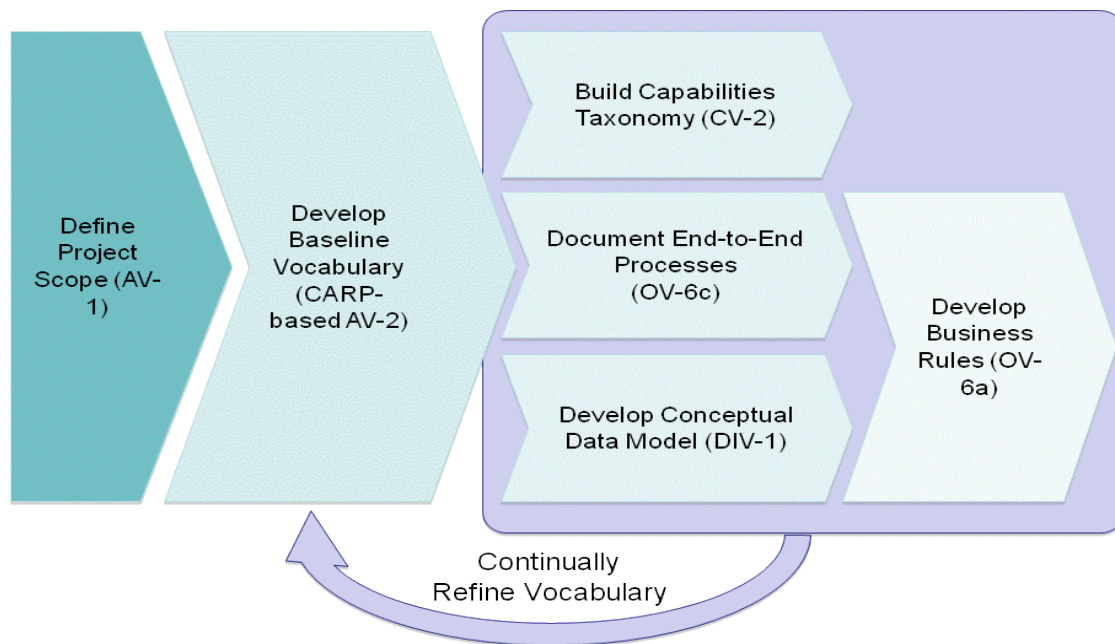 Define
Project
Scope (AV-
1)
Develop
Baseline
Vocabulary
(CARP-
based AV-2)
Build Capabilities
Taxonomy (CV-2)
Document End-to-End
Processes
(OV-6c)
Develop Conceptual
Data Model (DIV-1)
Develop
Business
Rules (OV-
6a)
Continually
Refine Vocabulary